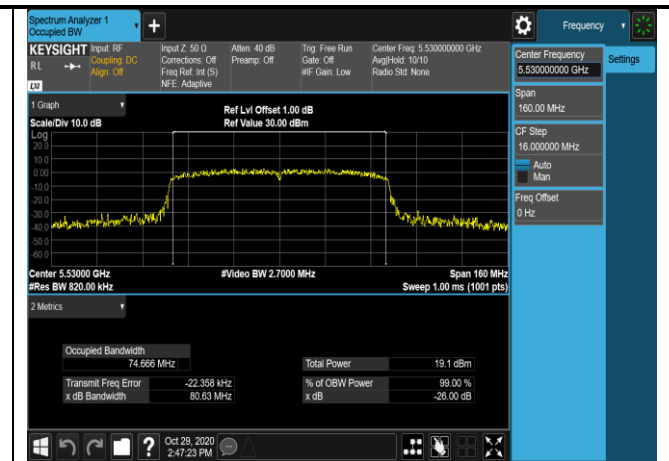 Spectrum Analyzer 1
Occupied BW
+
Frequency
KEYSIGHT
RL
LXI
Input: RF
Coupling: DC
Align: Off
Input Z: 50 Ω
Corrections: Off
Freq Ref: Int (S)
NFE: Adaptive
Atten: 40 dB
Preamp: Off
Trig: Free Run
Gate: Off
#IF Gain: Low
Center Freq: 5.530000000 GHz
Avg|Hold: 10/10
Radio Std: None
Center Frequency
5.530000000 GHz
Settings
Span
160.00 MHz
CF Step
16.000000 MHz
Auto
Man
Freq Offset
0 Hz
1 Graph
Scale/Div 10.0 dB
Ref Lvl Offset 1.00 dB
Ref Value 30.00 dBm
Log
20.0
10.0
0.00
-10.0
-20.0
-30.0
-40.0
-50.0
-60.0
Center 5.53000 GHz
#Video BW 2.7000 MHz
Span 160 MHz
#Res BW 820.00 kHz
Sweep 1.00 ms (1001 pts)
2 Metrics
Occupied Bandwidth
74.666 MHz
Total Power 19.1 dBm
Transmit Freq Error -22.358 kHz
% of OBW Power 99.00 %
x dB Bandwidth 80.63 MHz
x dB -26.00 dB
?
Oct 29, 2020
2:47:23 PM